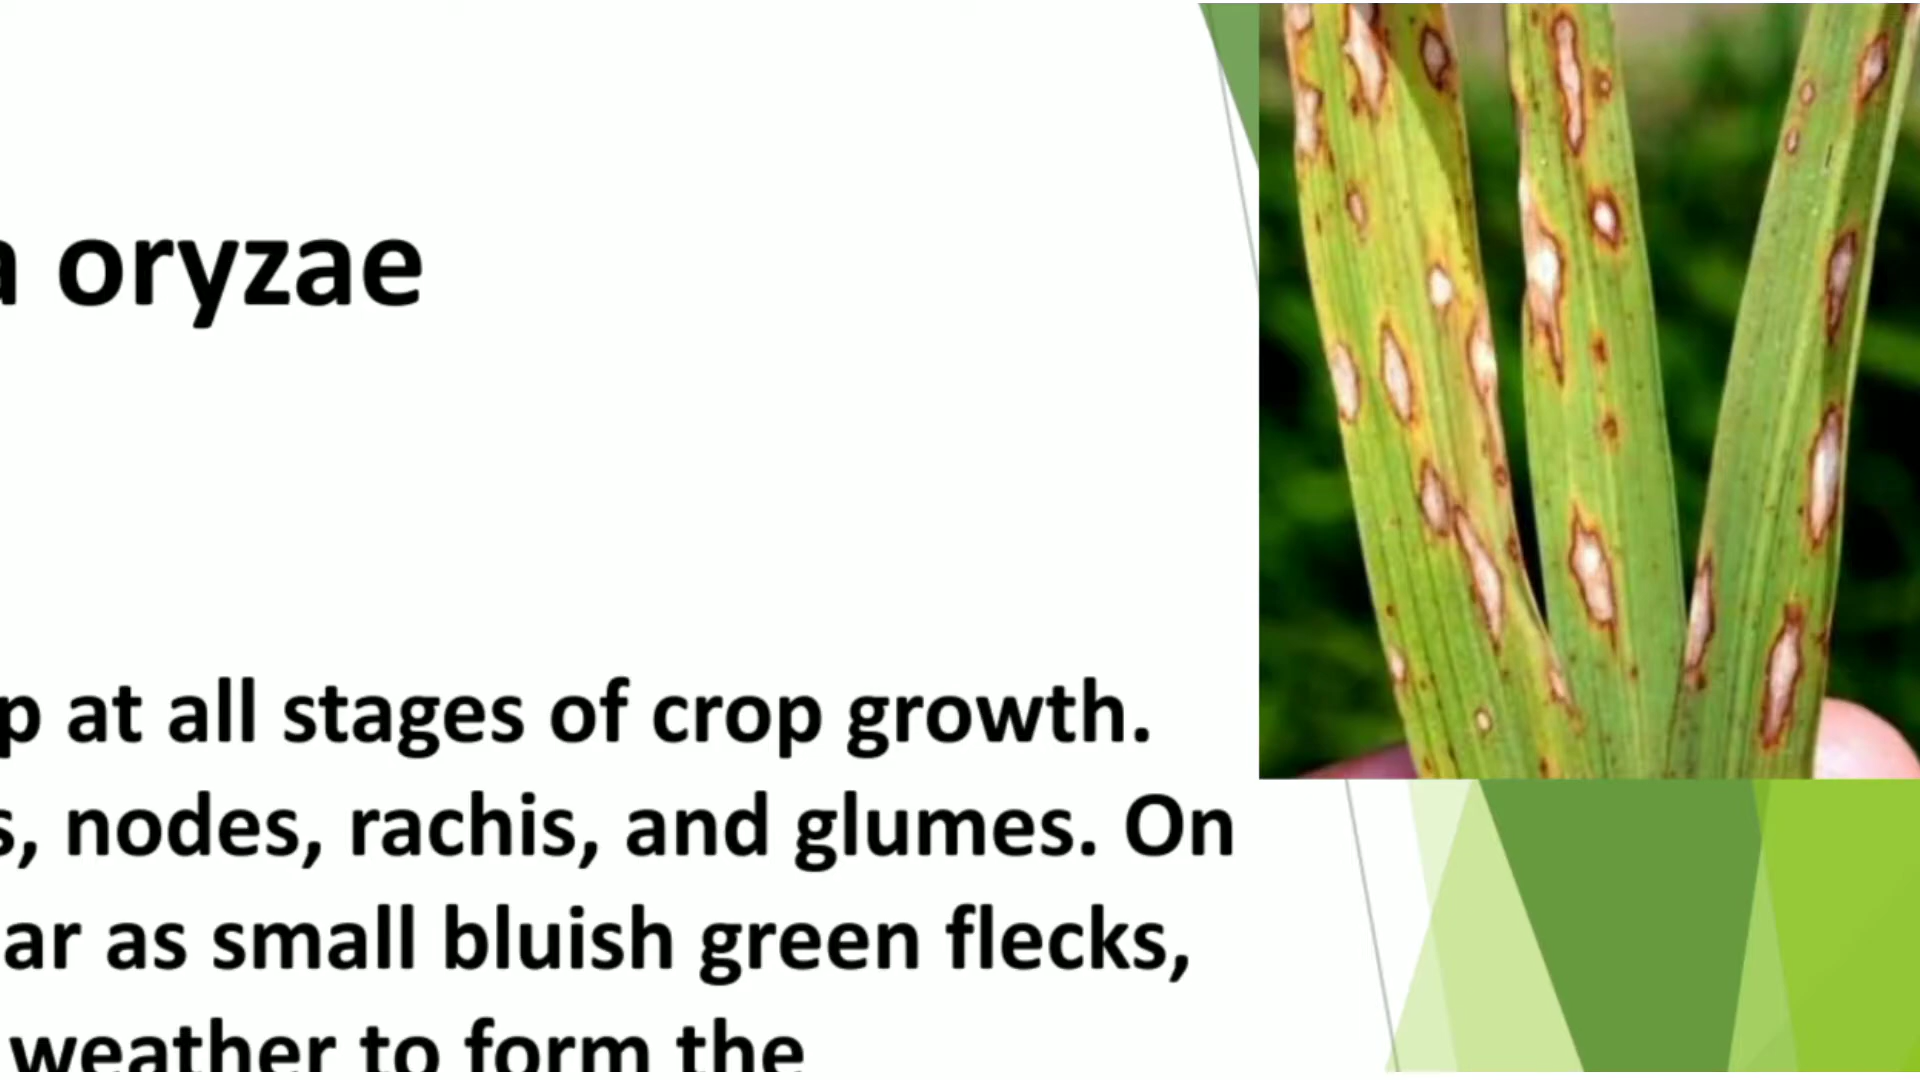 a oryzae
p at all stages of crop growth.
s, nodes, rachis, and glumes. On
ar as small bluish green flecks,
weather to form the